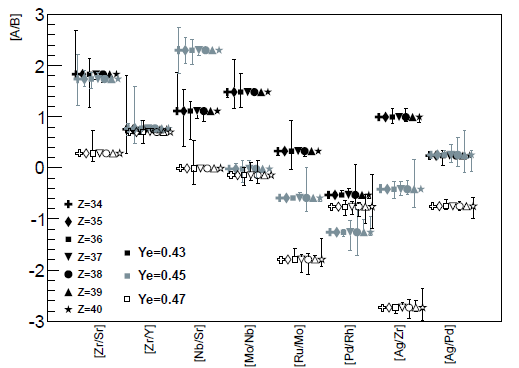 [A/B]
3
2
1
0
-1
-2
-3
Z=34
Z=35
Z=36
Z=37
Z=38
Z=39
Z=40
Ye=0.43
Ye=0.45
Ye=0.47
[Zr/Sr]
[Zr/Y]
[Nb/Sr]
[Mo/Nb]
[Ru/Mo]
[Pd/Rh]
[Ag/Zr]
[Ag/Pd]